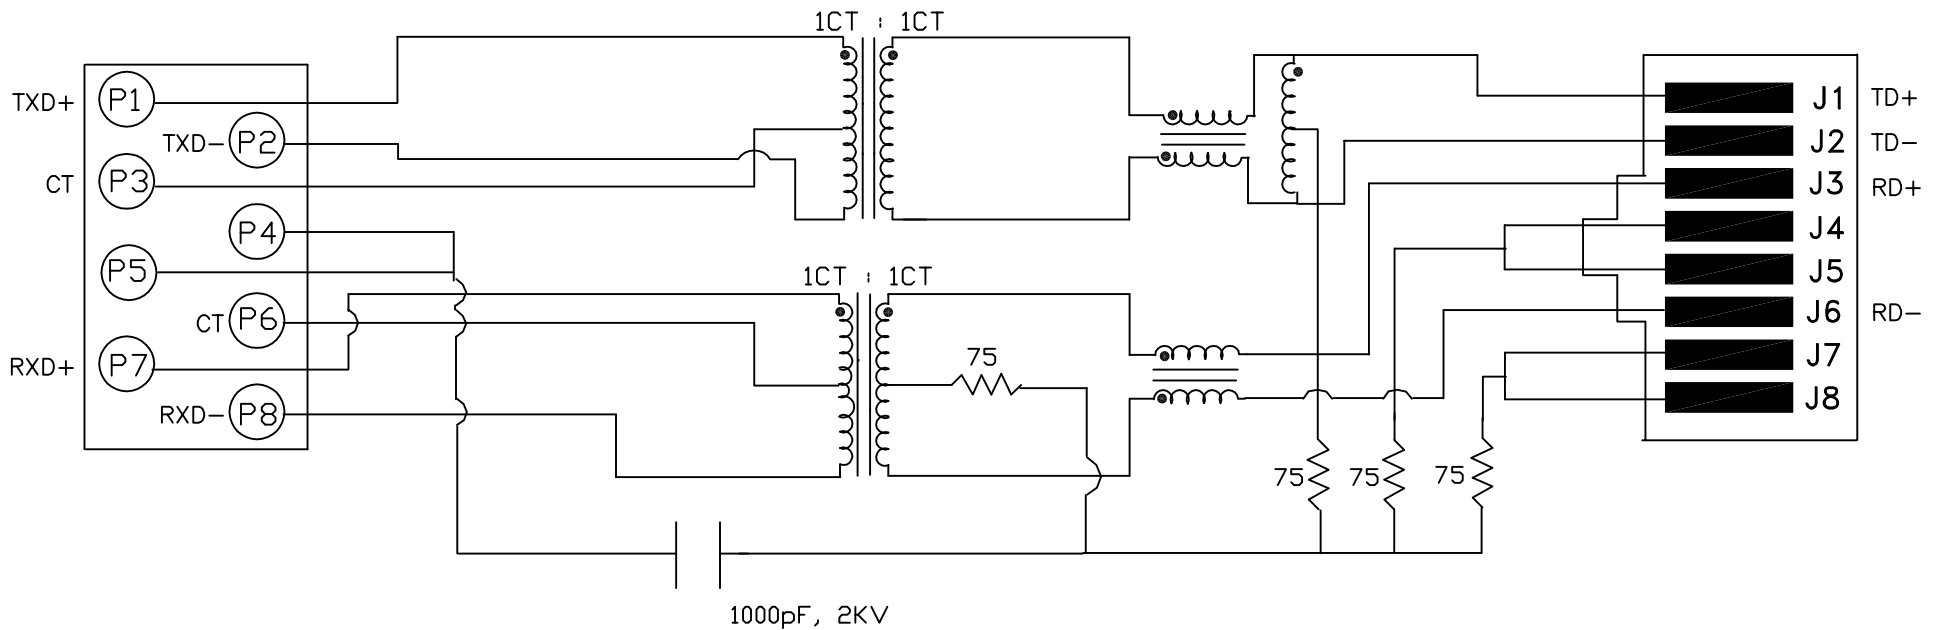 1CT : 1CT
TXD+ P1
TXD- P2
CT P3
P4
P5
CT P6
RXD+ P7
RXD- P8
1CT : 1CT
75
75 75 75
1000pF, 2KV
J1 TD+
J2 TD-
J3 RD+
J4
J5
J6 RD-
J7
J8